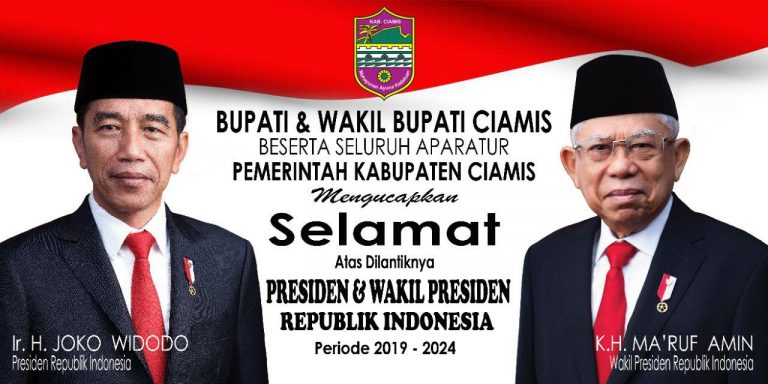 KAB. CIAMIS
BUPATI & WAKIL BUPATI CIAMIS
BESERTA SELURUH APARATUR
PEMERINTAH KABUPATEN CIAMIS
Mengucapkan
Selamat
Atas Dilantiknya
PRESIDEN & WAKIL PRESIDEN
REPUBLIK INDONESIA
Periode 2019 - 2024
Ir. H. JOKO WIDODO
Presiden Republik Indonesia
K.H. MA'RUF AMIN
Wakil Presiden Republik Indonesia